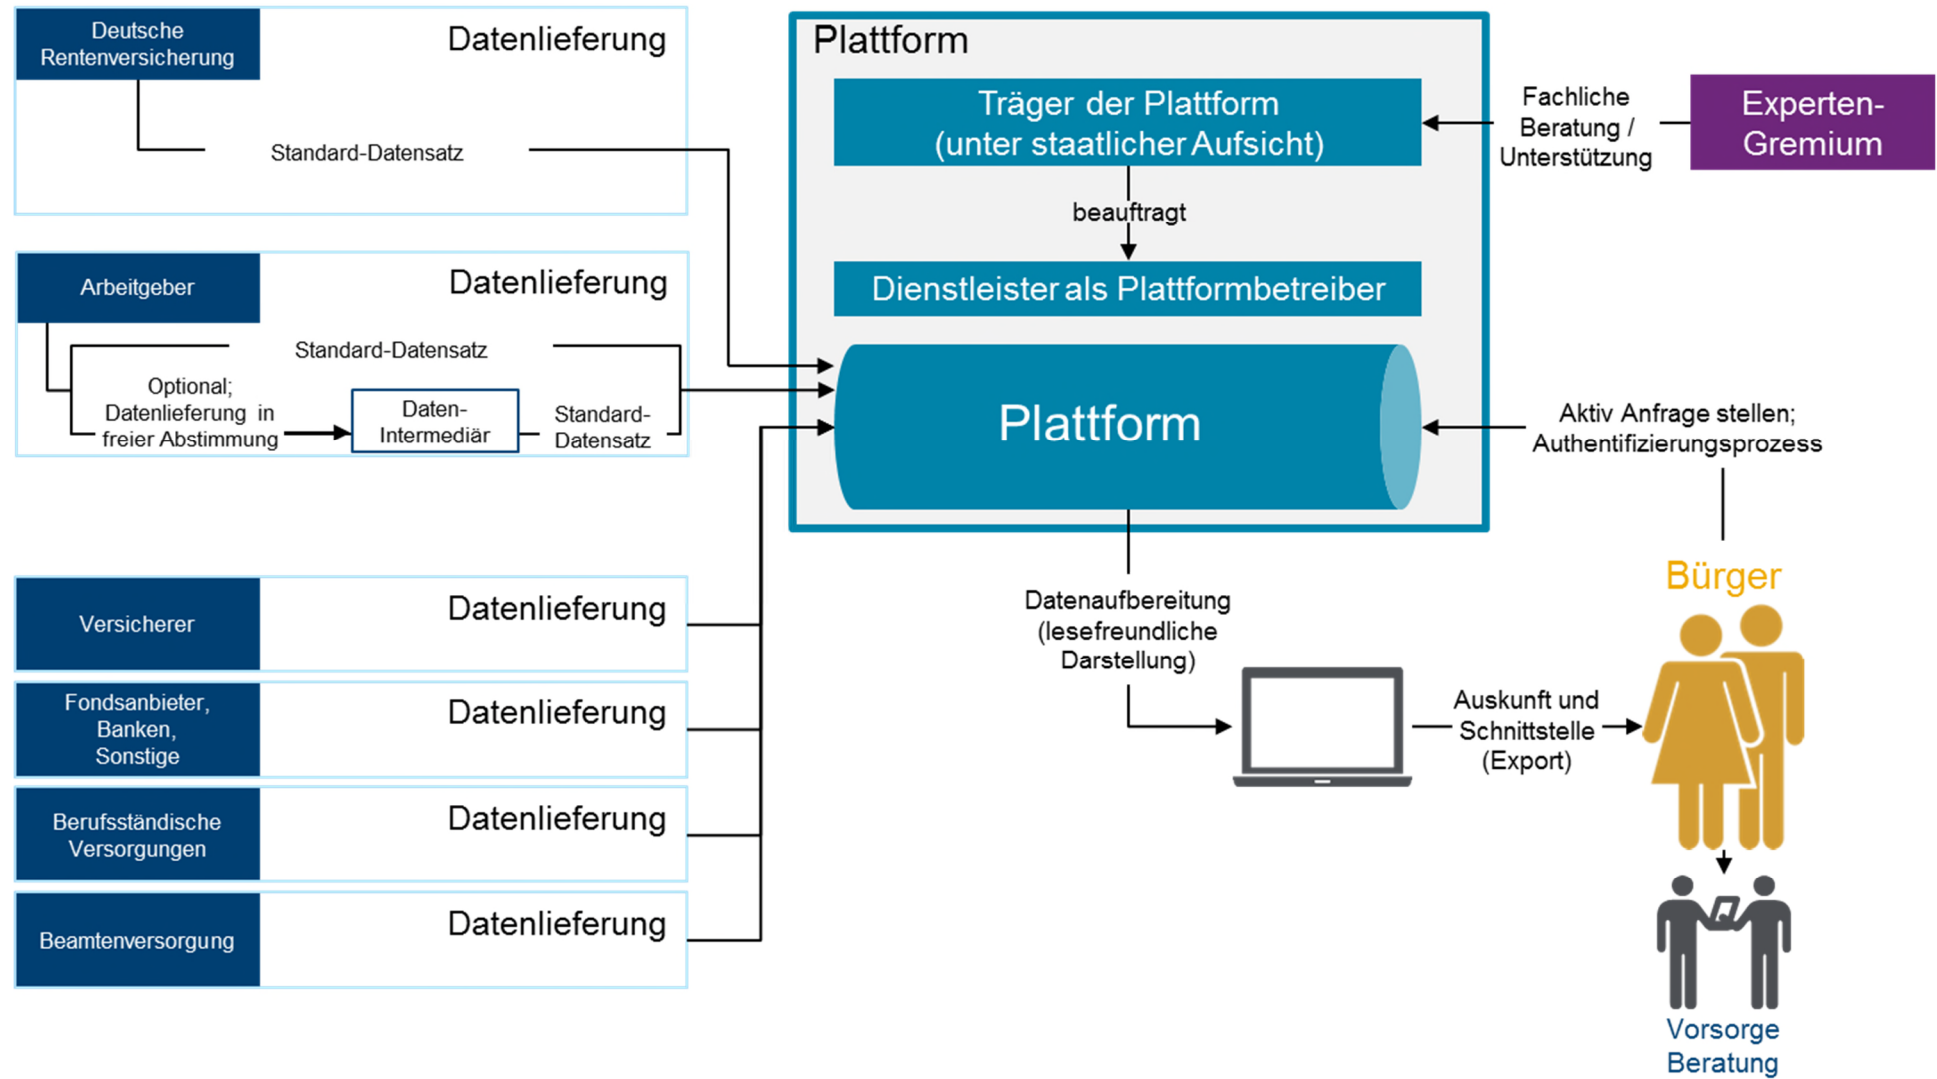 Deutsche
Rentenversicherung
Datenlieferung
Standard-Datensatz
Arbeitgeber
Datenlieferung
Standard-Datensatz
Optional;
Datenlieferung in
freier Abstimmung
Daten-
Intermediär
Standard-
Datensatz
Versicherer
Datenlieferung
Fondsanbieter,
Banken,
Sonstige
Datenlieferung
Berufsständische
Versorgungen
Datenlieferung
Beamtenversorgung
Datenlieferung
Plattform
Träger der Plattform
(unter staatlicher Aufsicht)
beauftragt
Dienstleister als Plattformbetreiber
Plattform
Fachliche
Beratung /
Unterstützung
Experten-
Gremium
Aktiv Anfrage stellen;
Authentifizierungsprozess
Bürger
Datenaufbereitung
(lesefreundliche
Darstellung)
Auskunft und
Schnittstelle
(Export)
Vorsorge
Beratung